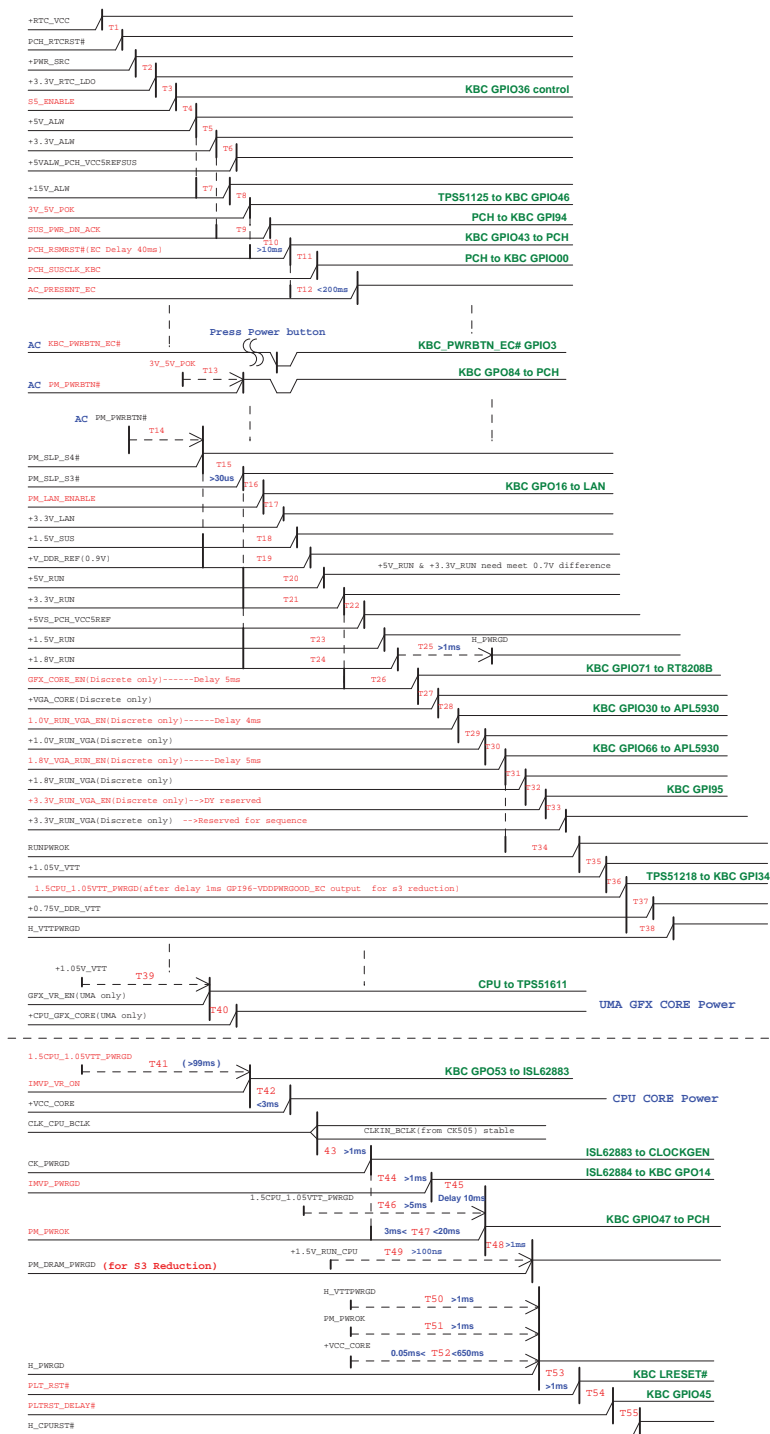 +RTC_VCC
T1
PCH_RTCRST#
+PWR_SRC
T2
+3.3V_RTC_LDO
T3
KBC GPIO36 control
S5_ENABLE
T4
+5V_ALW
T5
+3.3V_ALW
T6
+5VALW_PCH_VCC5REFSUS
+15V_ALW
T7
T8
TPS51125 to KBC GPIO46
3V_5V_POK
PCH to KBC GPI94
SUS_PWR_DN_ACK
T9
KBC GPIO43 to PCH
T10
PCH_RSMRST#(EC Delay 40ms)
>10ms
T11
PCH to KBC GPIO00
PCH_SUSCLK_KBC
AC_PRESENT_EC
T12 <200ms
Press Power button
AC KBC_PWRBTN_EC#
KBC_PWRBTN_EC# GPIO3
3V_5V_POK
T13
KBC GPO84 to PCH
AC PM_PWRBTN#
AC PM_PWRBTN#
T14
PM_SLP_S4#
T15
PM_SLP_S3#
>30us
T16
KBC GPO16 to LAN
PM_LAN_ENABLE
T17
+3.3V_LAN
+1.5V_SUS
T18
+V_DDR_REF(0.9V)
T19
+5V_RUN & +3.3V_RUN need meet 0.7V difference
+5V_RUN
T20
+3.3V_RUN
T21
T22
+5VS_PCH_VCC5REF
+1.5V_RUN
T23
H_PWRGD
T25 >1ms
+1.8V_RUN
T24
KBC GPIO71 to RT8208B
GFX_CORE_EN(Discrete only)------Delay 5ms
T26
+VGA_CORE(Discrete only)
T27
T28
KBC GPIO30 to APL5930
1.0V_RUN_VGA_EN(Discrete only)------Delay 4ms
T29
+1.0V_RUN_VGA(Discrete only)
T30
KBC GPIO66 to APL5930
1.8V_VGA_RUN_EN(Discrete only)------Delay 5ms
T31
+1.8V_RUN_VGA(Discrete only)
T32
KBC GPI95
+3.3V_RUN_VGA_EN(Discrete only)-->DY reserved
T33
+3.3V_RUN_VGA(Discrete only) -->Reserved for sequence
RUNPWROK
T34
+1.05V_VTT
T35
TPS51218 to KBC GPI34
T36
1.5CPU_1.05VTT_PWRGD(after delay 1ms GPI96-VDDPWRGOOD_EC output for s3 reduction)
T37
+0.75V_DDR_VTT
H_VTTPWRGD
T38
+1.05V_VTT
T39
CPU to TPS51611
GFX_VR_EN(UMA only)
T40
+CPU_GFX_CORE(UMA only)
UMA GFX CORE Power
1.5CPU_1.05VTT_PWRGD
T41 (>99ms)
KBC GPO53 to ISL62883
IMVP_VR_ON
T42
<3ms
+VCC_CORE
CPU CORE Power
CLK_CPU_BCLK
CLKIN_BCLK(from CK505) stable
43 >1ms
ISL62883 to CLOCKGEN
CK_PWRGD
T44 >1ms
ISL62884 to KBC GPO14
IMVP_PWRGD
T45
Delay 10ms
1.5CPU_1.05VTT_PWRGD
T46 >5ms
KBC GPIO47 to PCH
PM_PWROK
3ms< T47 <20ms
T48 >1ms
+1.5V_RUN_CPU
T49 >100ns
PM_DRAM_PWRGD (for S3 Reduction)
H_VTTPWRGD
T50 >1ms
PM_PWROK
T51 >1ms
+VCC_CORE
0.05ms< T52 <650ms
H_PWRGD
T53
KBC LRESET#
PLT_RST#
>1ms
T54
KBC GPIO45
PLTRST_DELAY#
T55
H_CPURST#